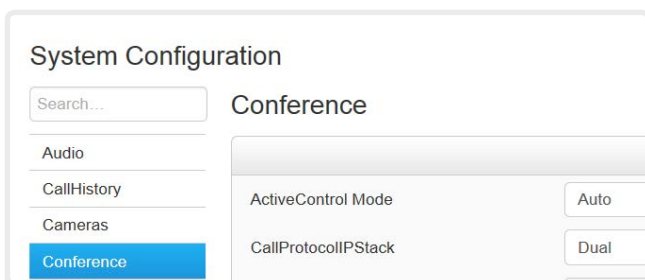 System Configuration
Search...
Conference
Audio
CallHistory
ActiveControl Mode
Auto
Cameras
CallProtocolIPStack
Dual
Conference